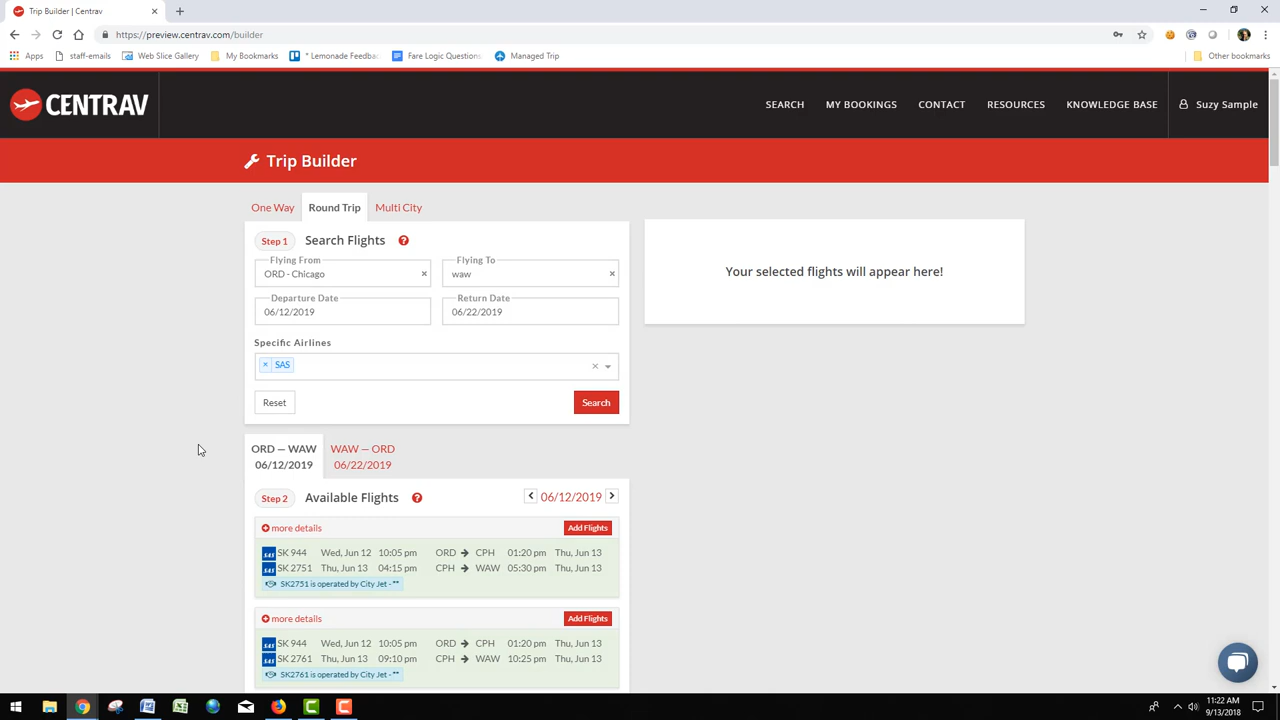 Trip Builder | Centrav
https://preview.centrav.com/builder
Apps staff-emails Web Slice Gallery My Bookmarks * Lemonade Feedba Fare Logic Questions Managed Trip Other bookmarks
CENTRAV SEARCH MY BOOKINGS CONTACT RESOURCES KNOWLEDGE BASE Suzy Sample
Trip Builder
One Way Round Trip Multi City
Step 1 Search Flights
Your selected flights will appear here!
Flying From Flying To
ORD - Chicago × waw ×
Departure Date Return Date
06/12/2019 06/22/2019
Specific Airlines
× SAS ×
Reset Search
ORD — WAW WAW — ORD
06/12/2019 06/22/2019
Step 2 Available Flights 06/12/2019
more details Add Flights
SAS SK 944 Wed, Jun 12 10:05 pm ORD CPH 01:20 pm Thu, Jun 13
SAS SK 2751 Thu, Jun 13 04:15 pm CPH WAW 05:30 pm Thu, Jun 13
SK2751 is operated by City Jet - **
more details Add Flights
SAS SK 944 Wed, Jun 12 10:05 pm ORD CPH 01:20 pm Thu, Jun 13
SAS SK 2761 Thu, Jun 13 09:10 pm CPH WAW 10:25 pm Thu, Jun 13
SK2761 is operated by City Jet - **
11:22 AM
9/13/2018